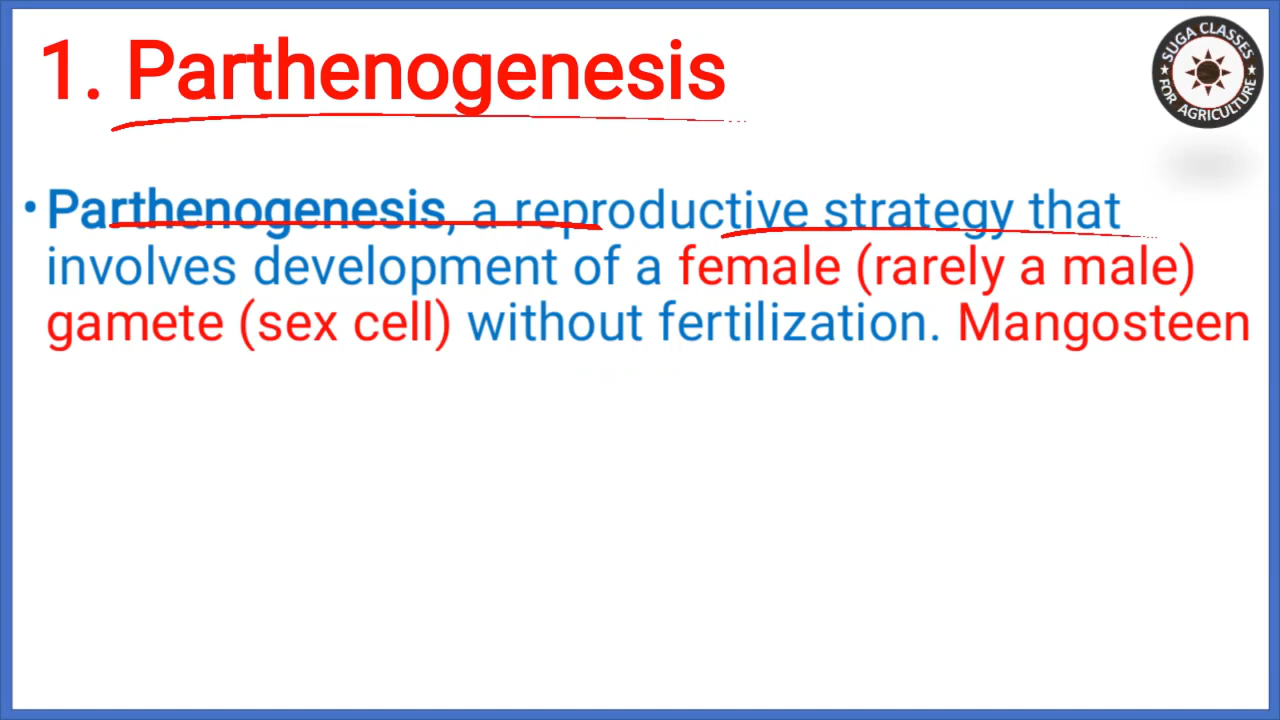 1. Parthenogenesis
SUGA CLASSES
FOR AGRICULTURE
• Parthenogenesis, a reproductive strategy that
involves development of a female (rarely a male)
gamete (sex cell) without fertilization. Mangosteen